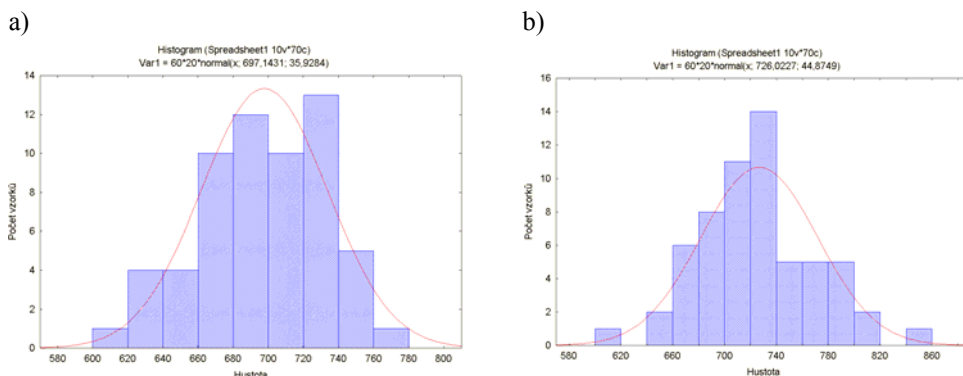 a)
Histogram (Spreadsheet1 10v*70c)
Var1 = 60*20*normal(x; 697,1431; 35,9284)
Počet vzorků
14
12
10
8
6
4
2
0
580 600 620 640 660 680 700 720 740 760 780 800
Hustota
b)
Histogram (Spreadsheet1 10v*70c)
Var1 = 60*20*normal(x; 726,0227; 44,8749)
Počet vzorků
16
14
12
10
8
6
4
2
0
580 620 660 700 740 780 820 860
Hustota